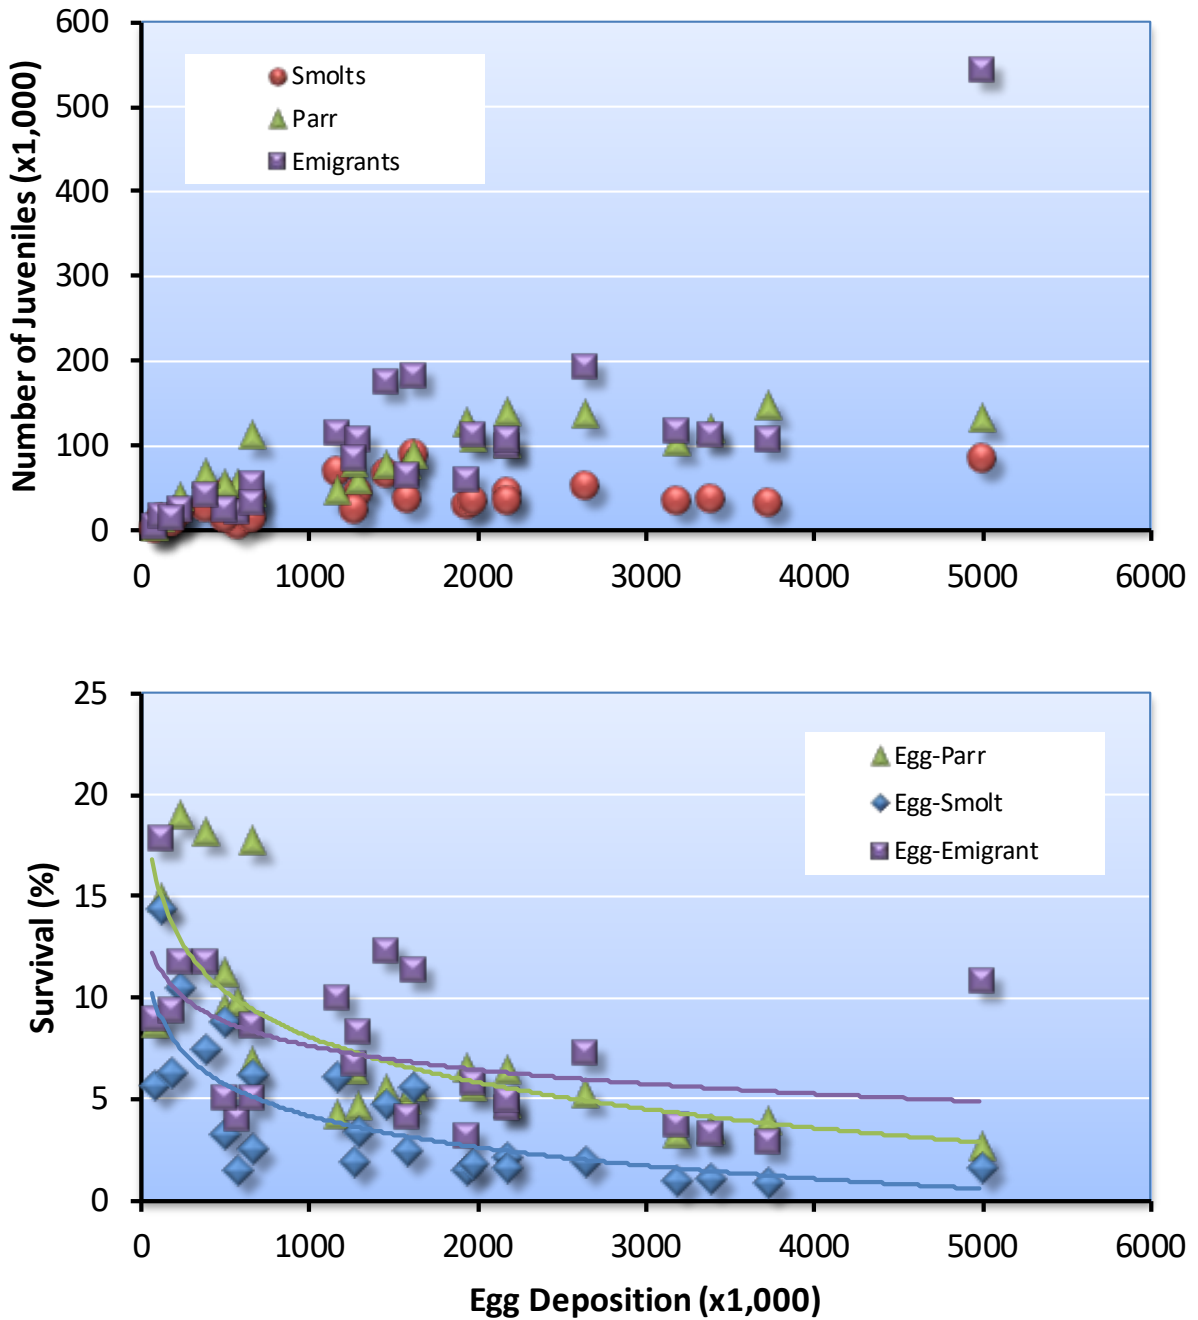 600
500
400
300
200
100
0
Number of Juveniles (x1,000)
Smolts
Parr
Emigrants
0 1000 2000 3000 4000 5000 6000
25
20
15
10
5
0
Survival (%)
Egg-Parr
Egg-Smolt
Egg-Emigrant
0 1000 2000 3000 4000 5000 6000
Egg Deposition (x1,000)